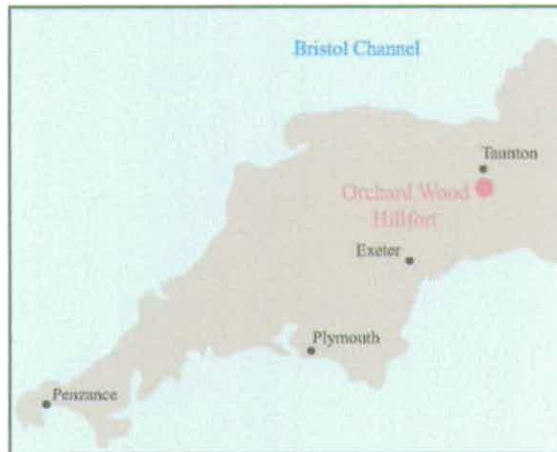 Bristol Channel
Taunton
Orchard Wood
Hillfort
Exeter
Plymouth
Penzance